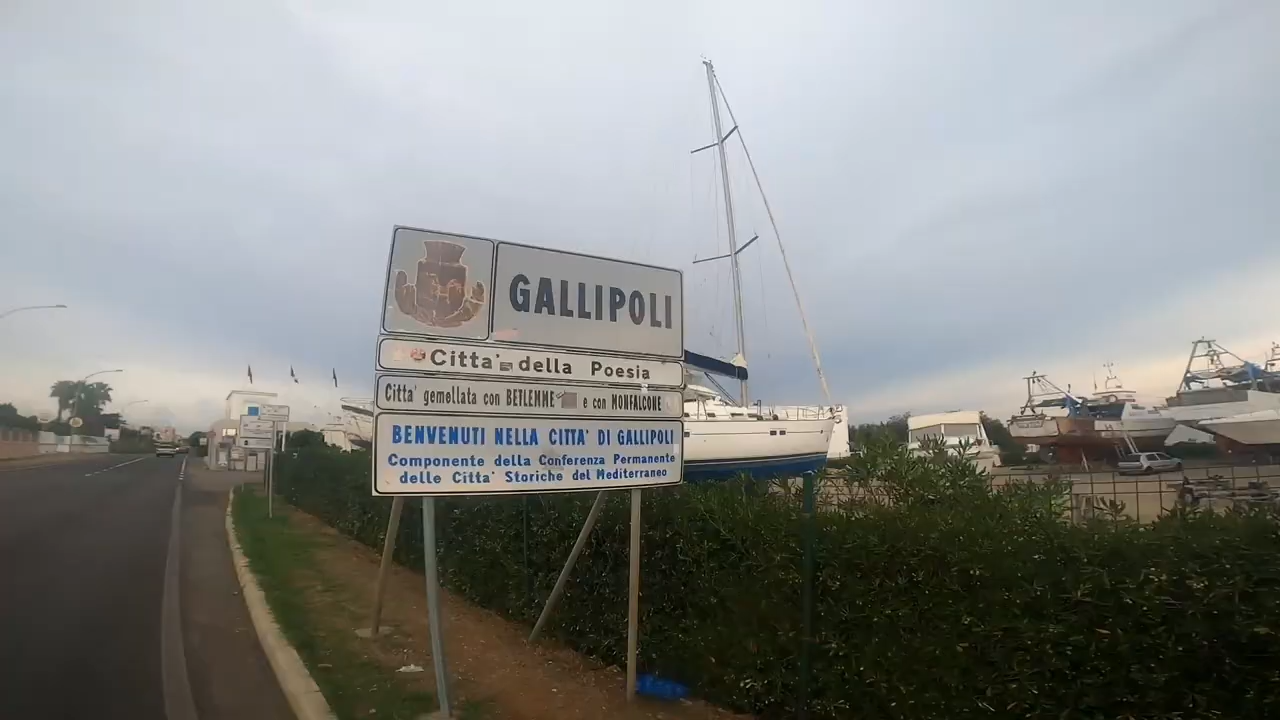 GALLIPOLI
Citta' della Poesia
Citta' gemellata con BETLEMME e con MONFALCONE
BENVENUTI NELLA CITTA' DI GALLIPOLI
Componente della Conferenza Permanente
delle Citta' Storiche del Mediterraneo